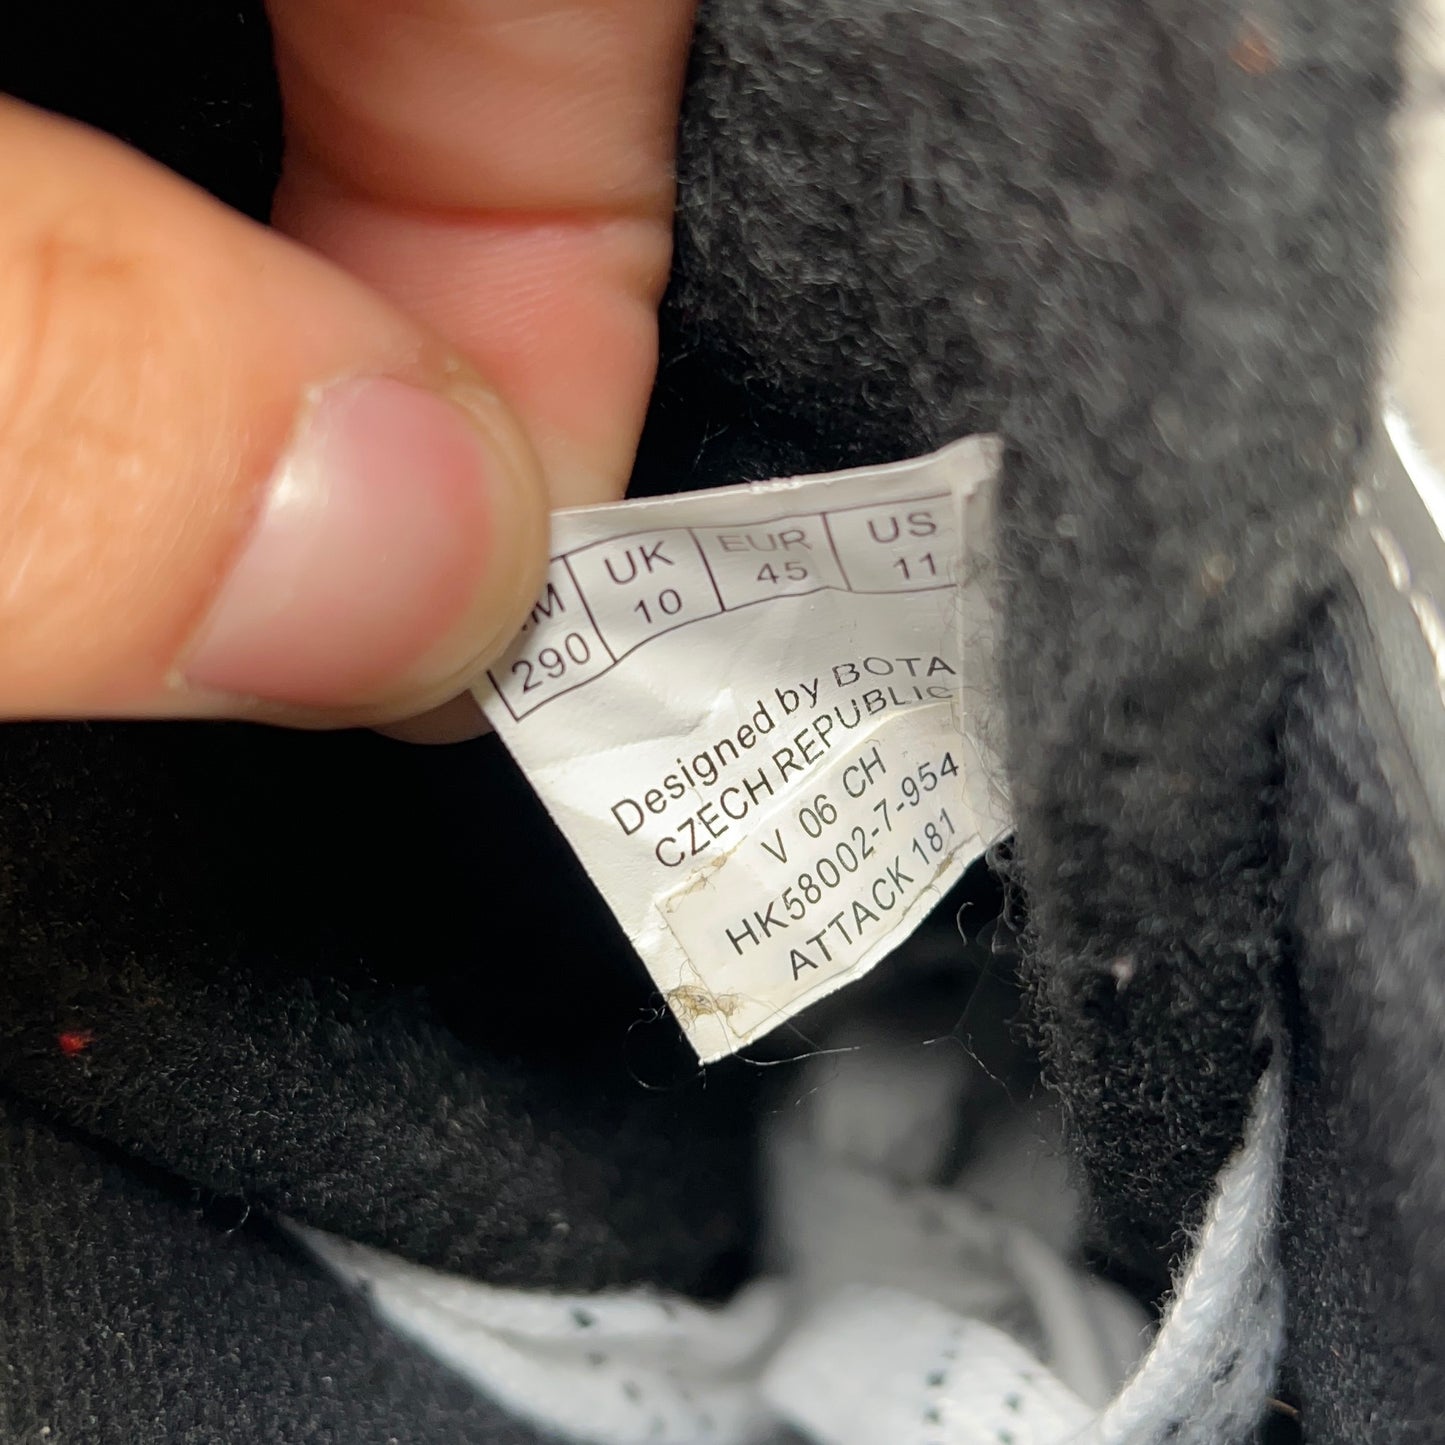 UK EUR US
290 10 45 11
Designed by BOTA
CZECH REPUBLIC
V 06 CH
HK58002-7-954
ATTACK 181